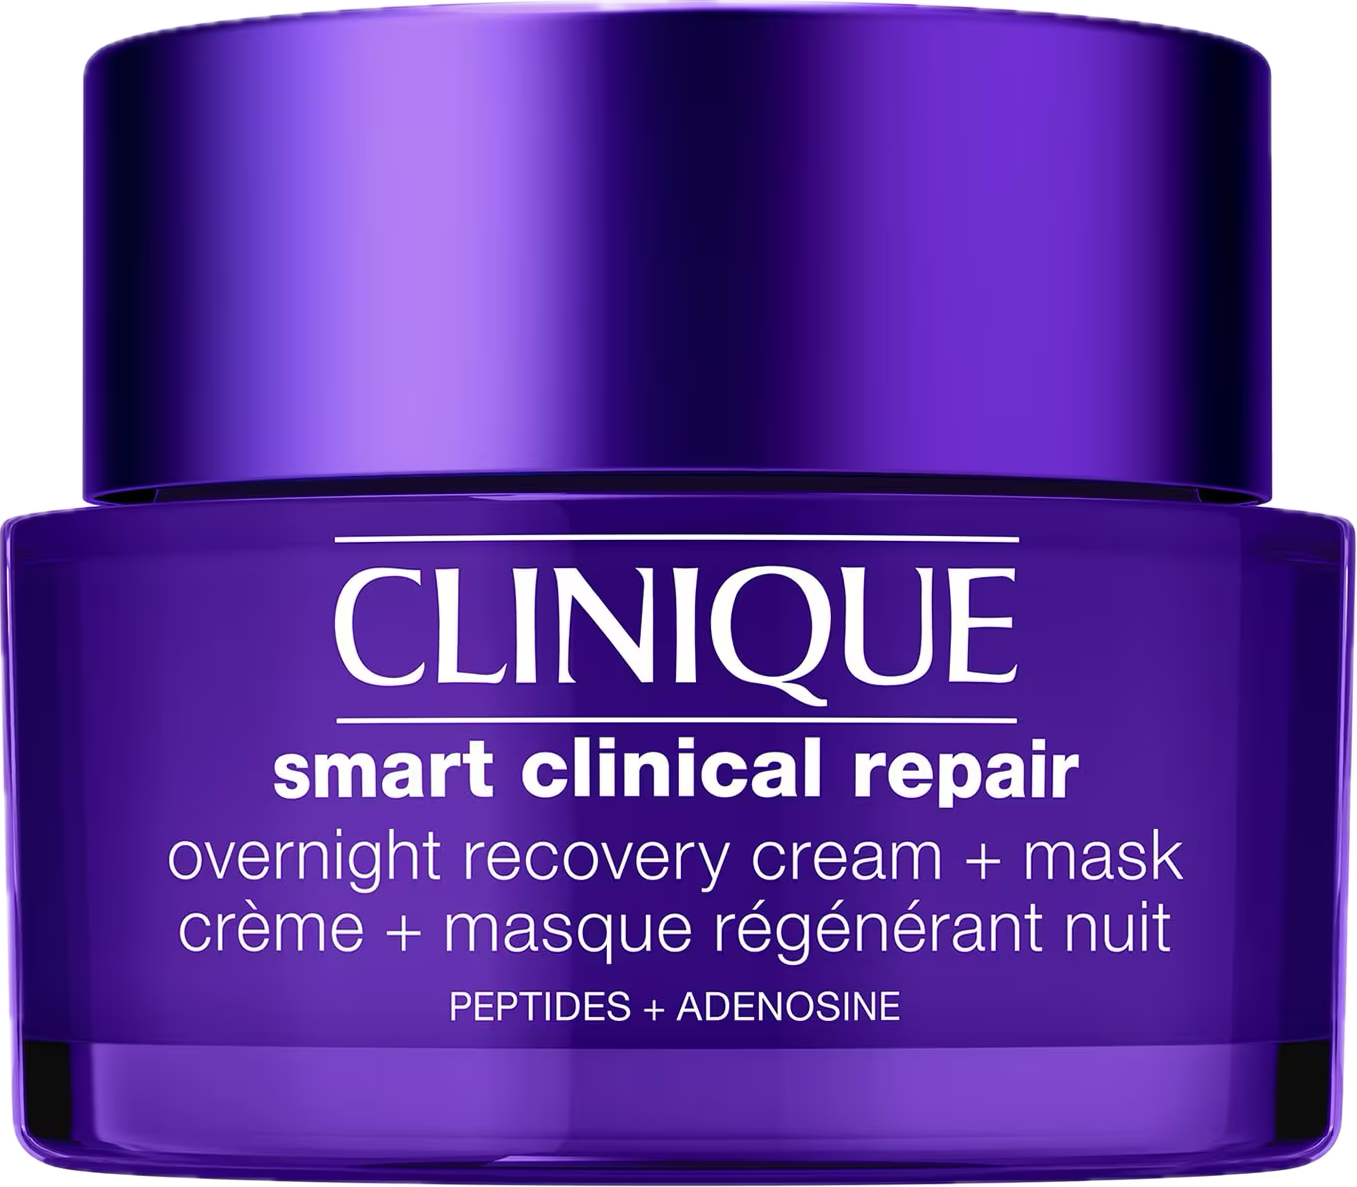 CLINIQUE
smart clinical repair
overnight recovery cream + mask
crème + masque régénérant nuit
PEPTIDES + ADENOSINE